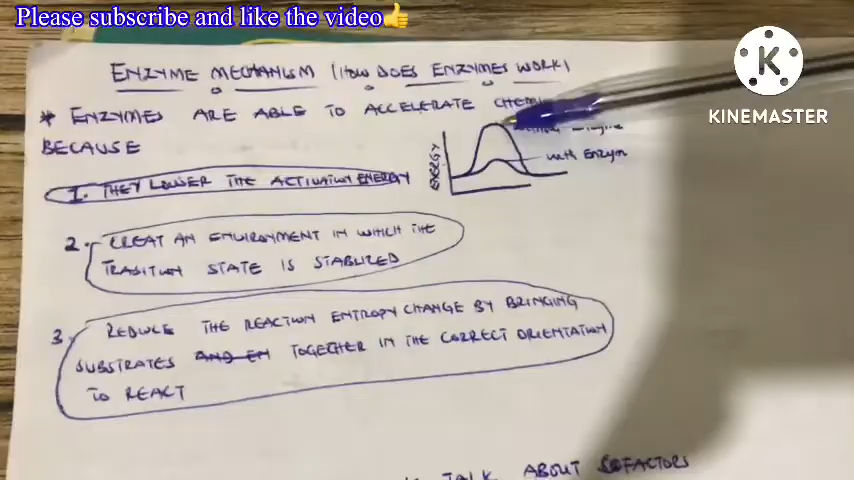 Please subscribe and like the video👍
KINEMASTER
ENZYME MECHANISM (HOW DOES ENZYMES WORK)
* ENZYMES ARE ABLE TO ACCELERATE
BECAUSE
ENERGY
with Enzym
1. THEY LOWER THE ACTIVATION ENERGY
2. CREAT AN ENVIRONMENT IN WHICH THE
TRASITION STATE IS STABLIZED
3. REDUCE THE REACTION ENTROPY CHANGE BY BRINGING
SUBSTRATES AND EN TOGETHER IN THE CORRECT ORIENTATION
TO REACT
TALK ABOUT COFACTORS